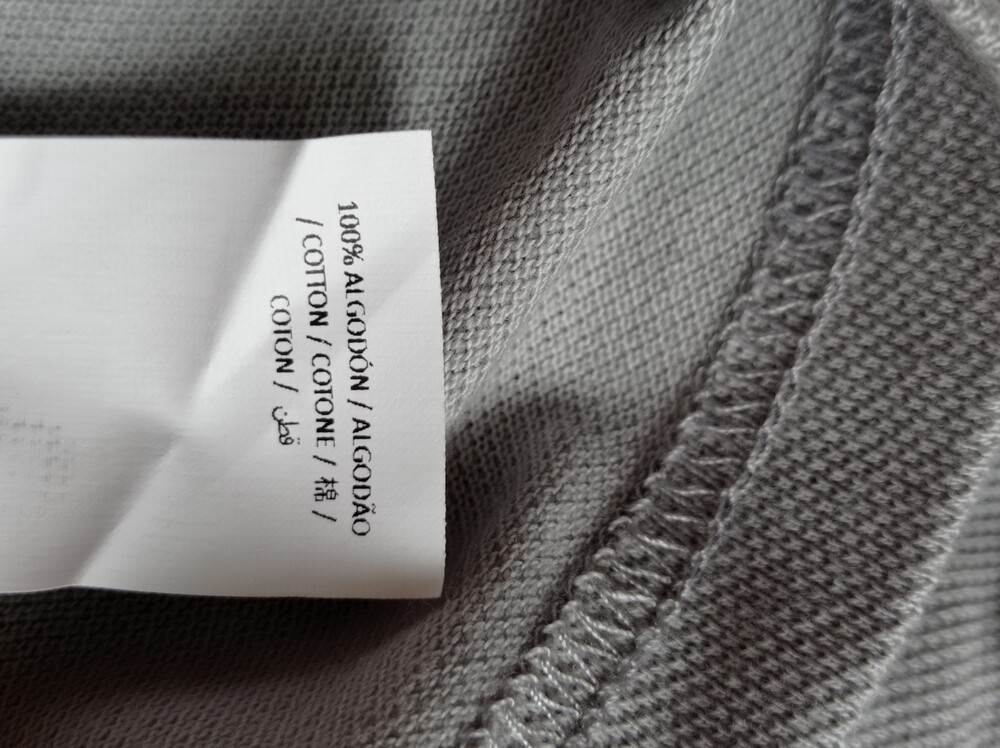 100% ALGODÓN / ALGODÃO
/ COTTON / COTONE / 棉 /
COTON / قطن